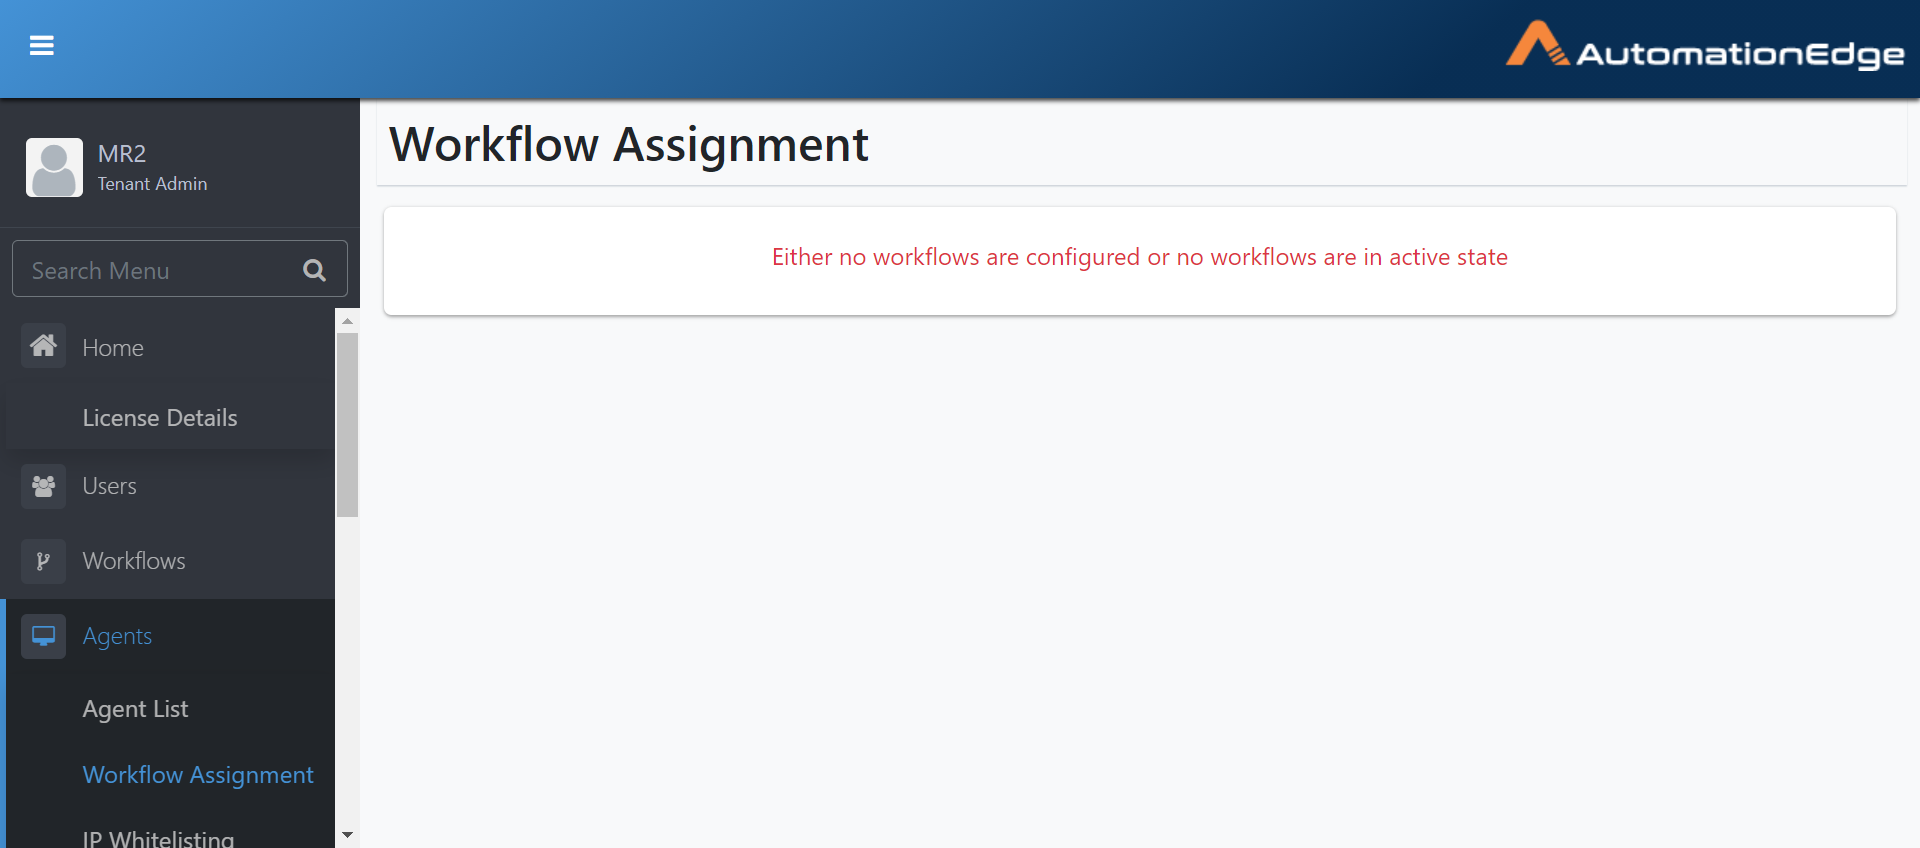 AutomationEdge
MR2
Tenant Admin
Search Menu
Home
License Details
Users
Workflows
Agents
Agent List
Workflow Assignment
IP Whitelisting
Workflow Assignment
Either no workflows are configured or no workflows are in active state